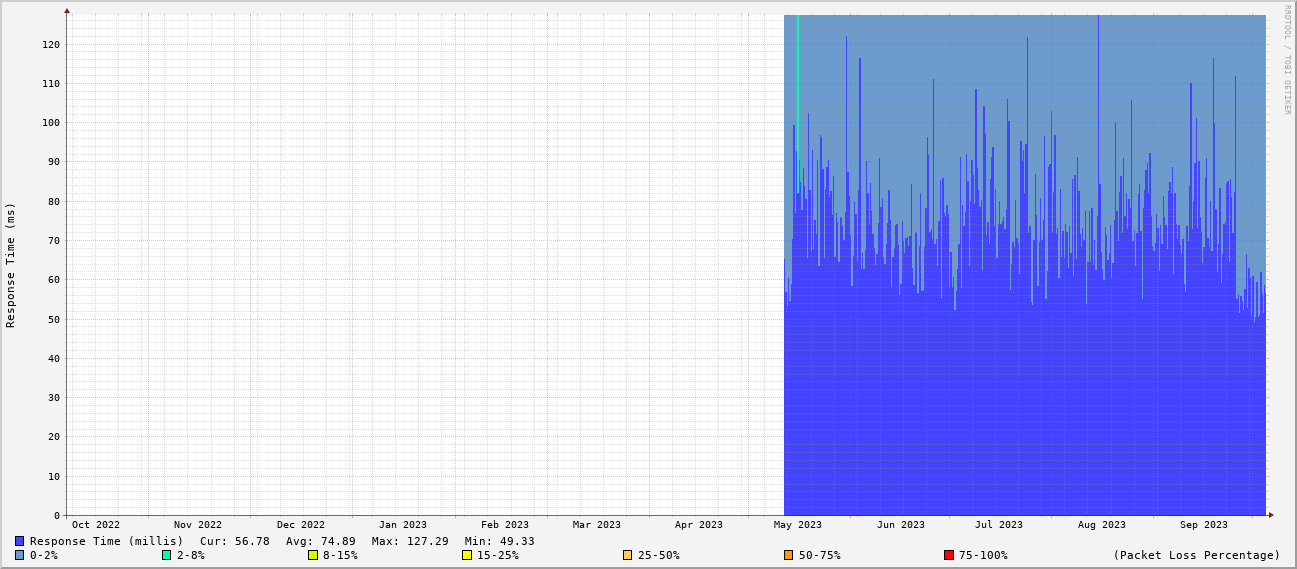 RRDTOOL / TOBI OETIKER
Response Time (ms)
120
110
100
90
80
70
60
50
40
30
20
10
0
Oct 2022 Nov 2022 Dec 2022 Jan 2023 Feb 2023 Mar 2023 Apr 2023 May 2023 Jun 2023 Jul 2023 Aug 2023 Sep 2023
Response Time (millis) Cur: 56.78 Avg: 74.89 Max: 127.29 Min: 49.33
0-2% 2-8% 8-15% 15-25% 25-50% 50-75% 75-100% (Packet Loss Percentage)